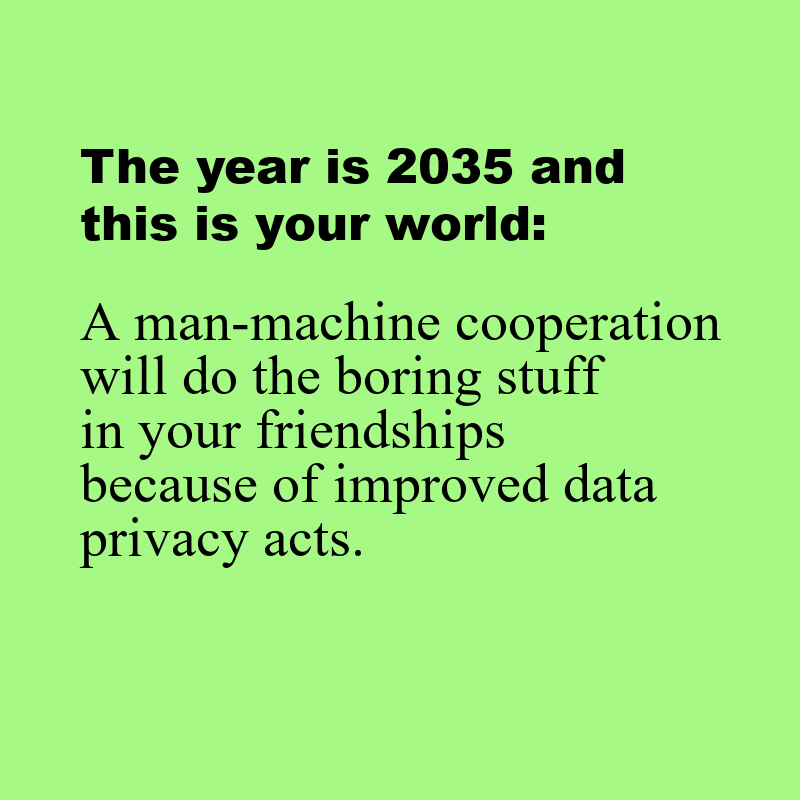 The year is 2035 and
this is your world:
A man-machine cooperation
will do the boring stuff
in your friendships
because of improved data
privacy acts.